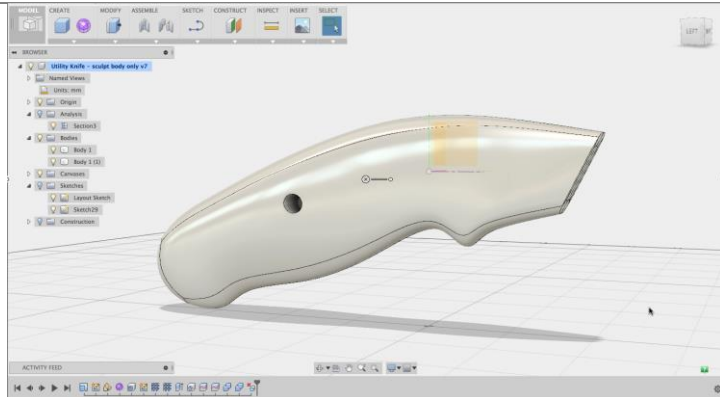 MODEL CREATE MODIFY ASSEMBLE SKETCH CONSTRUCT INSPECT INSERT SELECT
BROWSER
Utility Knife - sculpt body only v7
Named Views
Units: mm
Origin
Analysis
Section3
Bodies
Body 1
Body 1 (2)
Canvases
Sketches
Layout Sketch
Sketch29
Construction
LEFT
ACTIVITY FEED